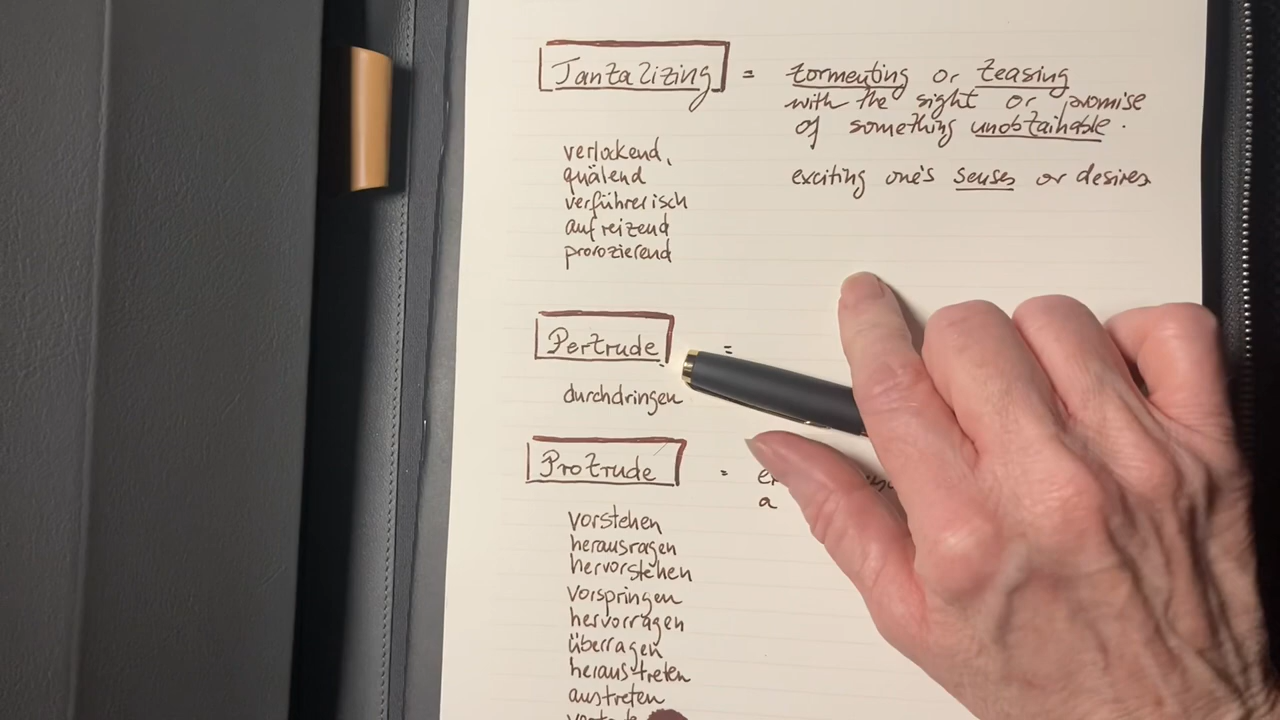 Tantalizing = tormenting or teasing
with the sight or promise
of something unobtainable.
exciting one's senses or desires
verlockend,
quälend
verführerisch
aufreizend
provozierend
Pertrude =
durchdringen
Protrude =
a
vorstehen
herausragen
hervorstehen
vorspringen
hervorragen
überragen
heraustreten
austreten